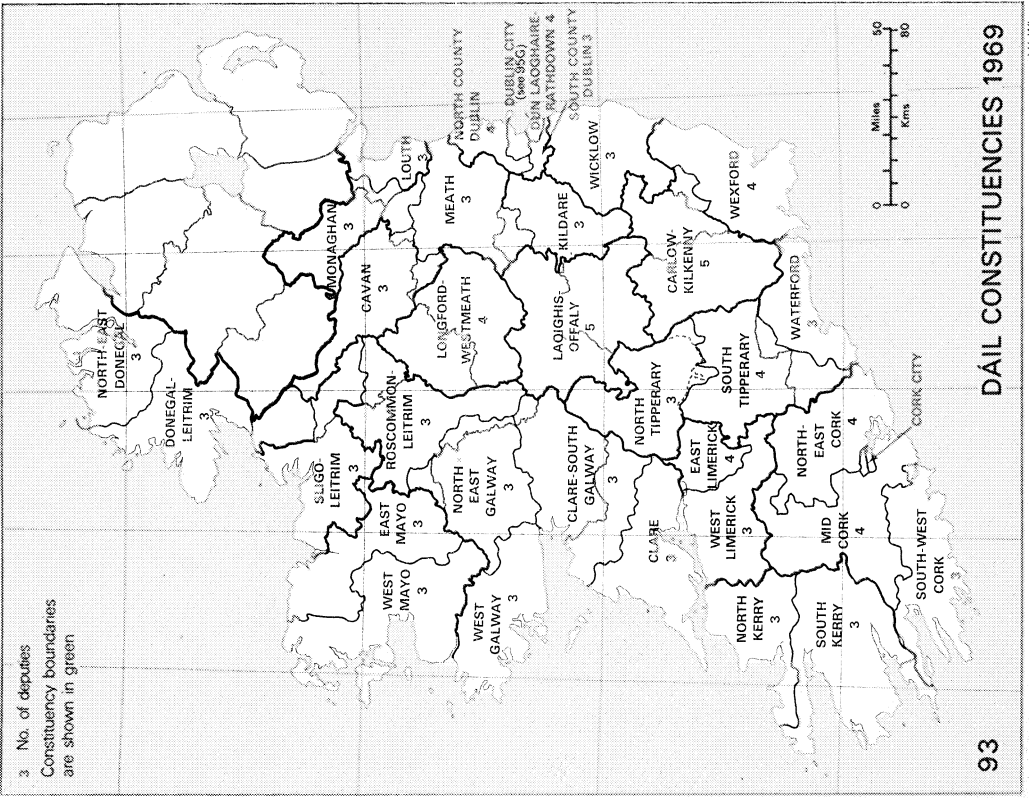 3 No. of deputies
Constituency boundaries
are shown in green
NORTH-EAST
DONEGAL
3
DONEGAL-
LEITRIM
3
SLIGO-
LEITRIM
3
ROSCOMMON-
LEITRIM
3
MONAGHAN
3
CAVAN
3
LOUTH
3
MEATH
3
NORTH COUNTY
DUBLIN
4
DUBLIN CITY
(see 95G)
DÚN LAOGHAIRE-
RATHDOWN 4
SOUTH COUNTY
DUBLIN 3
WEST
MAYO
3
EAST
MAYO
3
LONGFORD-
WESTMEATH
4
WEST
GALWAY
3
NORTH
EAST
GALWAY
3
CLARE-SOUTH
GALWAY
3
LAOIGHIS-
OFFALY
5
KILDARE
3
WICKLOW
3
CLARE
3
NORTH
TIPPERARY
3
SOUTH
TIPPERARY
4
CARLOW-
KILKENNY
5
WEXFORD
4
WEST
LIMERICK
3
EAST
LIMERICK
4
WATERFORD
3
NORTH
KERRY
3
SOUTH
KERRY
3
MID
CORK
4
NORTH-
EAST
CORK
4
CORK CITY
SOUTH-WEST
CORK
3
Miles
0 50
Kms
0 80
93
DÁIL CONSTITUENCIES 1969